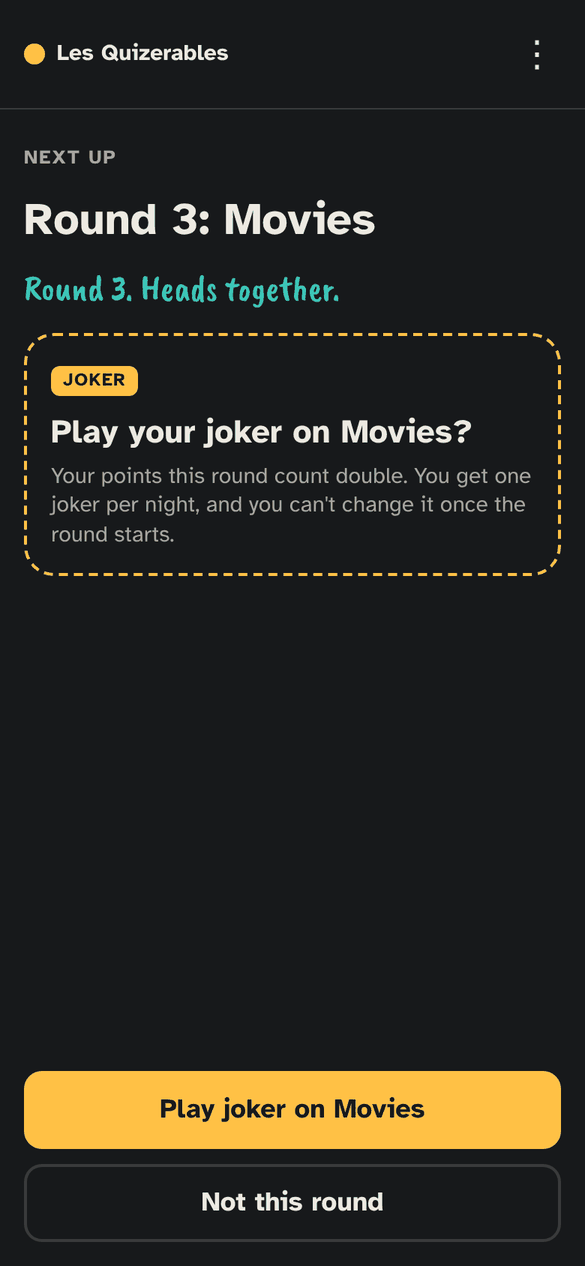 Les Quizerables
NEXT UP
Round 3: Movies
Round 3. Heads together.
JOKER
Play your joker on Movies?
Your points this round count double. You get one
joker per night, and you can't change it once the
round starts.
Play joker on Movies
Not this round